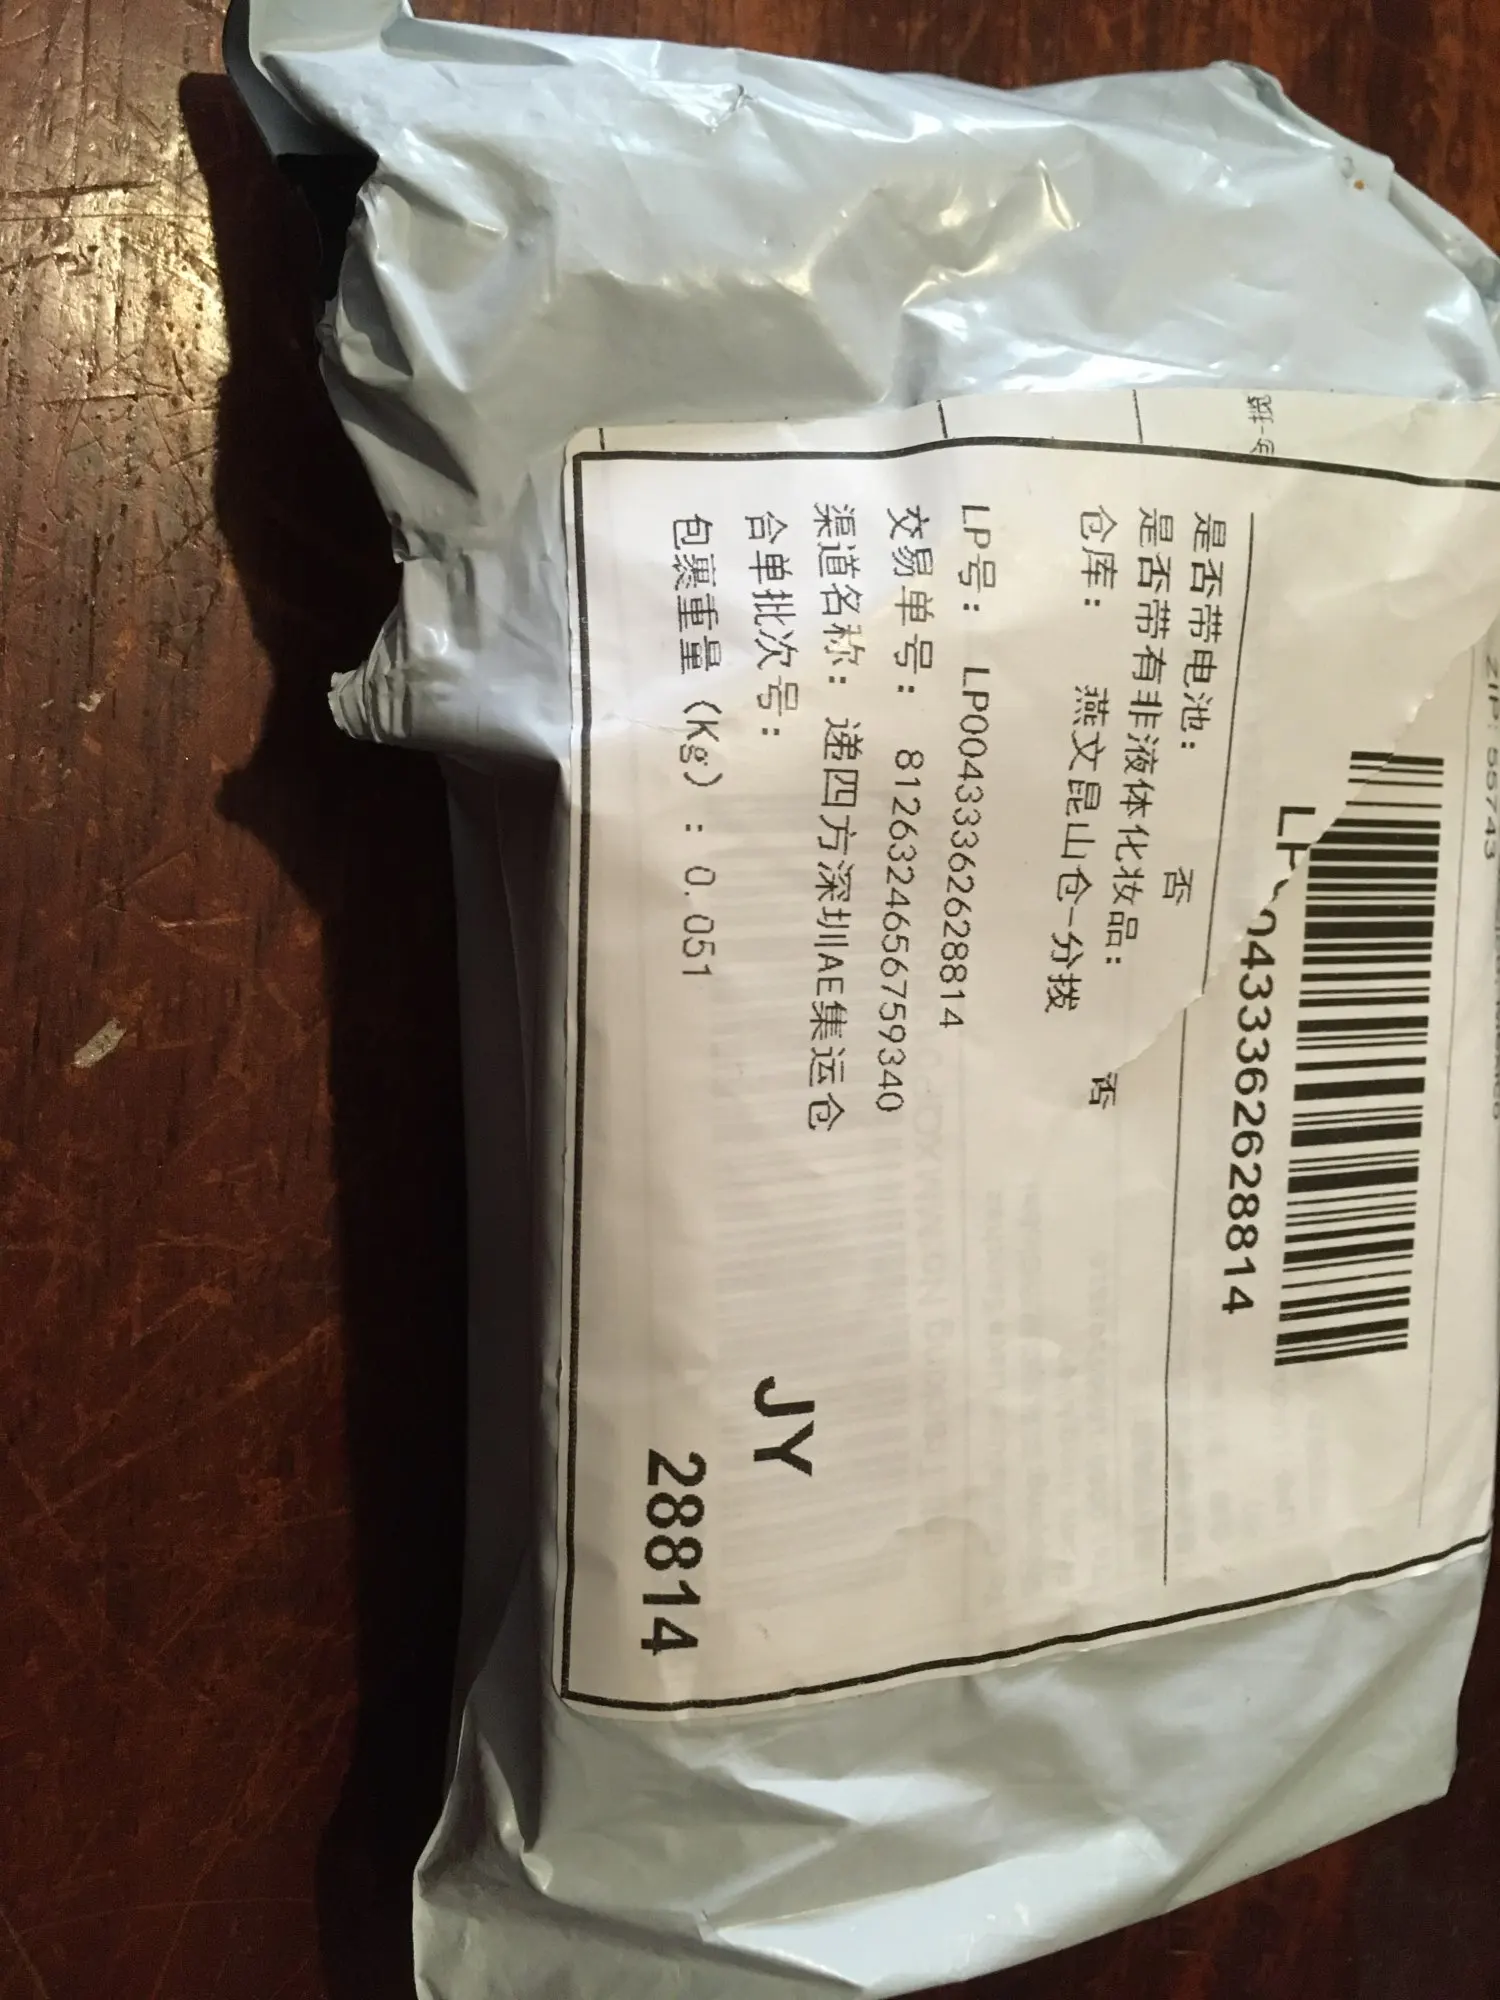 ZIP: 55743
LP
0433362628814
是否带电池: 否
是否带有非液体化妆品: 否
仓库: 燕文昆山仓-分拨
LP号: LP00433362628814
交易单号: 8126324656759340
渠道名称: 递四方深圳AE集运仓
合单批次号:
包裹重量(Kg) : 0.051
JY
28814